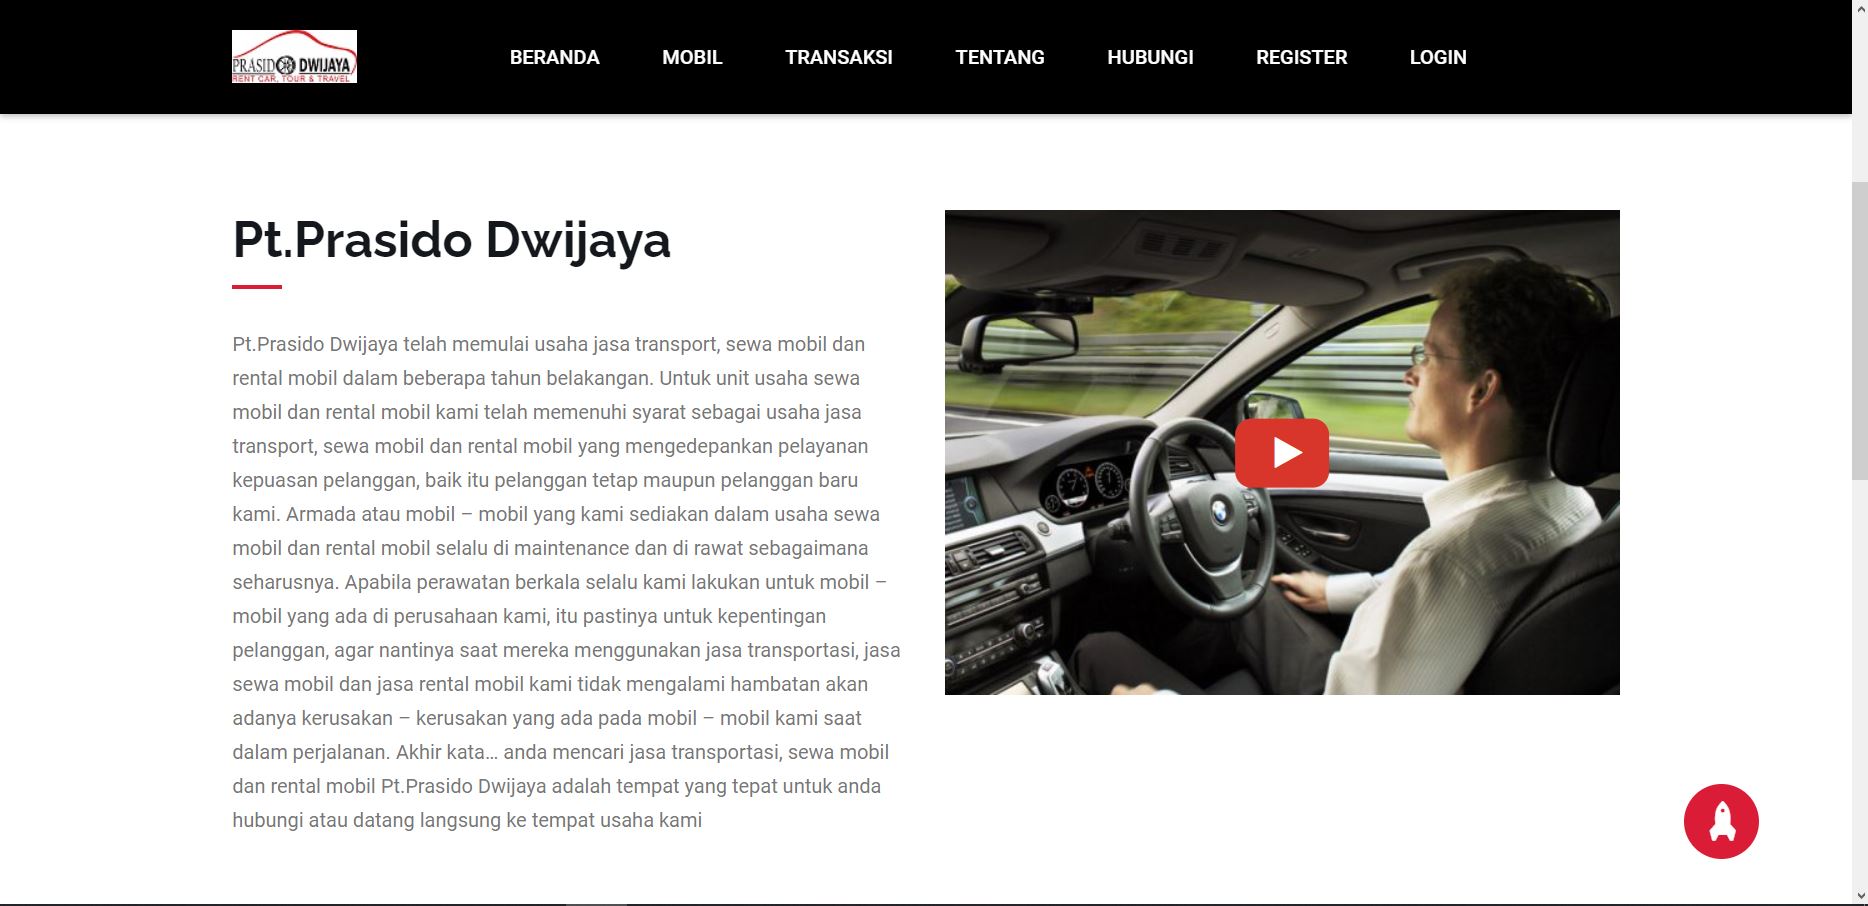 PRASIDO DWIJAYA
RENT CAR, TOUR & TRAVEL
BERANDA MOBIL TRANSAKSI TENTANG HUBUNGI REGISTER LOGIN
Pt.Prasido Dwijaya
Pt.Prasido Dwijaya telah memulai usaha jasa transport, sewa mobil dan
rental mobil dalam beberapa tahun belakangan. Untuk unit usaha sewa
mobil dan rental mobil kami telah memenuhi syarat sebagai usaha jasa
transport, sewa mobil dan rental mobil yang mengedepankan pelayanan
kepuasan pelanggan, baik itu pelanggan tetap maupun pelanggan baru
kami. Armada atau mobil – mobil yang kami sediakan dalam usaha sewa
mobil dan rental mobil selalu di maintenance dan di rawat sebagaimana
seharusnya. Apabila perawatan berkala selalu kami lakukan untuk mobil –
mobil yang ada di perusahaan kami, itu pastinya untuk kepentingan
pelanggan, agar nantinya saat mereka menggunakan jasa transportasi, jasa
sewa mobil dan jasa rental mobil kami tidak mengalami hambatan akan
adanya kerusakan – kerusakan yang ada pada mobil – mobil kami saat
dalam perjalanan. Akhir kata... anda mencari jasa transportasi, sewa mobil
dan rental mobil Pt.Prasido Dwijaya adalah tempat yang tepat untuk anda
hubungi atau datang langsung ke tempat usaha kami